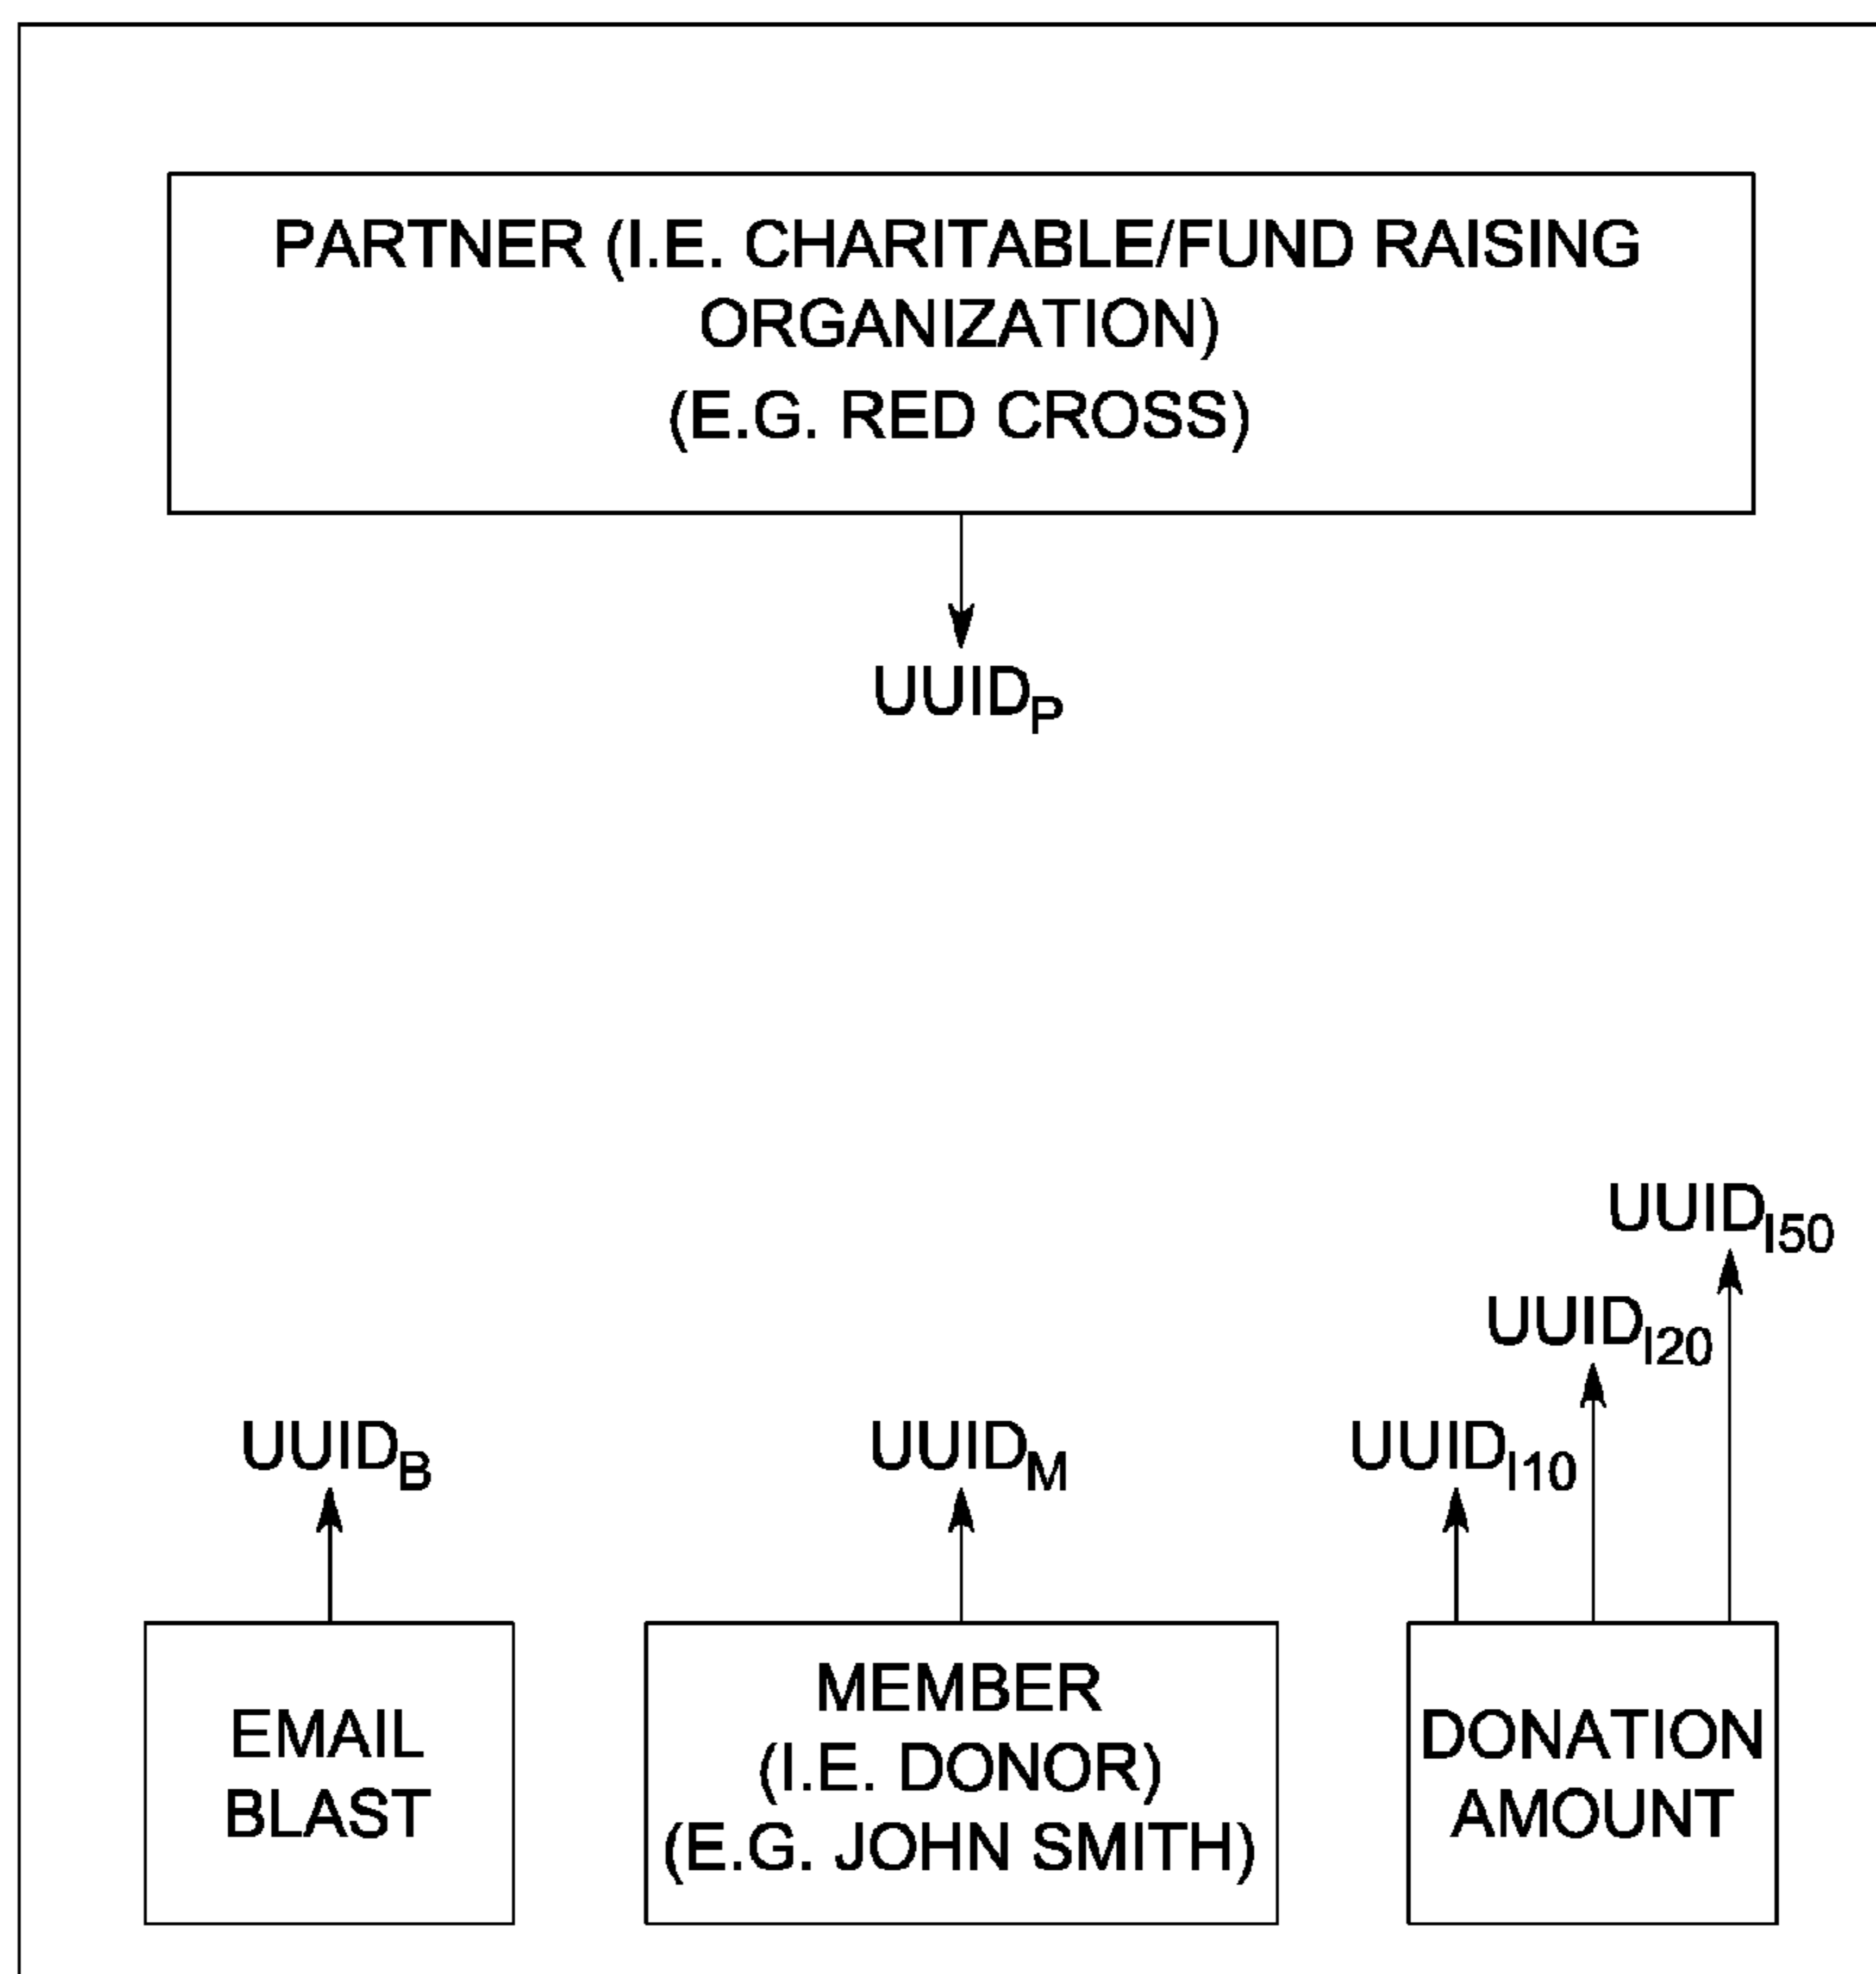 PARTNER (I.E. CHARITABLE/FUND RAISING
ORGANIZATION)
(E.G. RED CROSS)
UUIDP
UUIDI50
UUIDI20
UUIDB
UUIDM
UUIDI10
EMAIL
BLAST
MEMBER
(I.E. DONOR)
(E.G. JOHN SMITH)
DONATION
AMOUNT